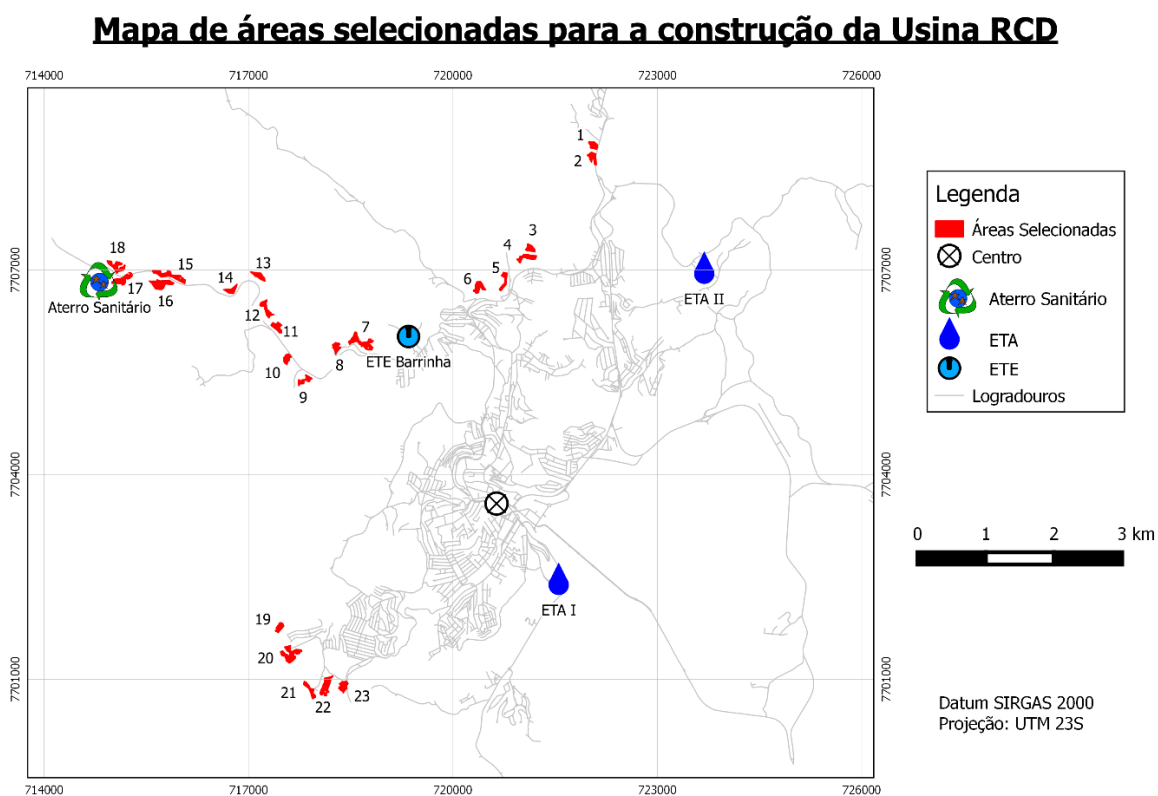 Mapa de áreas selecionadas para a construção da Usina RCD
714000 717000 720000 723000 726000
1
2
3
4
5
6
7707000
7707000
18
17
15
16
14
13
12
11
10
9
8
7
Aterro Sanitário
ETE Barrinha
ETA II
7704000
7704000
ETA I
19
20
21
22
23
7701000
7701000
714000 717000 720000 723000 726000
Legenda
Áreas Selecionadas
Centro
Aterro Sanitário
ETA
ETE
Logradouros
0 1 2 3 km
Datum SIRGAS 2000
Projeção: UTM 23S